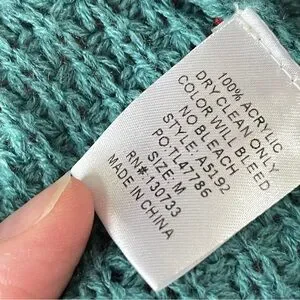 100% ACRYLIC
DRY CLEAN ONLY
COLOR WILL BLEED
NO BLEACH
STYLE: A5192
PO:TL47786
SIZE-M
RN# 130733
MADE IN CHINA